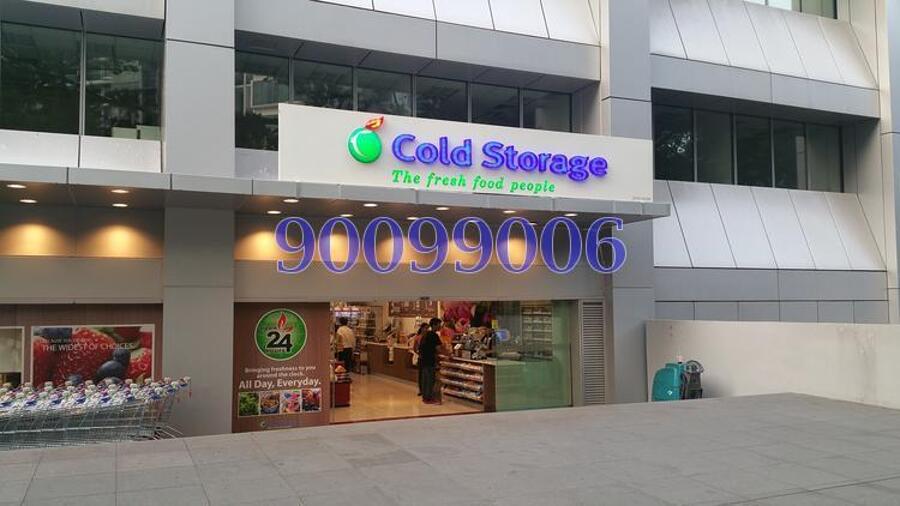 Cold Storage
The fresh food people
90099006
THE WIDEST OF CHOICES
24
Bringing freshness to you
around the clock.
All Day, Everyday.